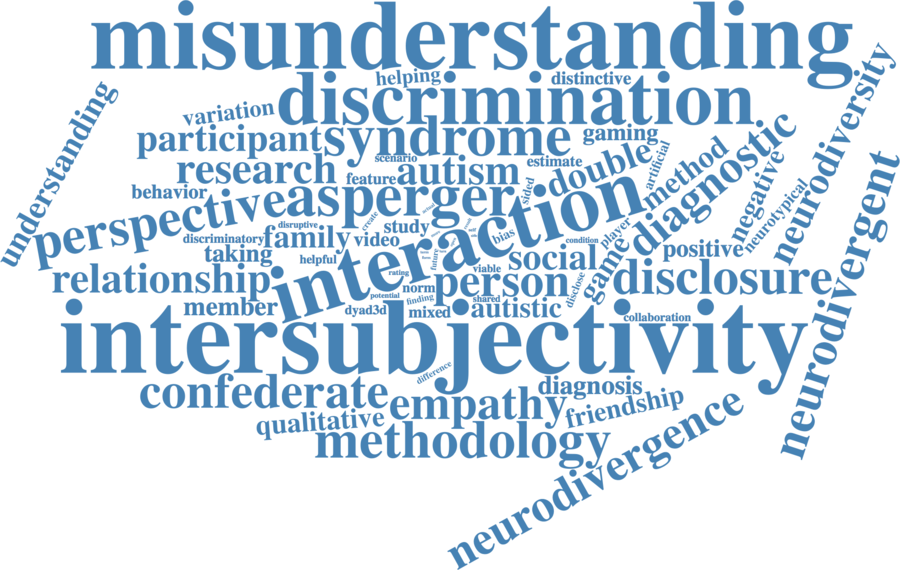 misunderstanding
helping
distinctive
discrimination
understanding
variation
neurodiversity
participant
syndrome
gaming
diagnostic
scenario
double
artificial
method
research
autism
estimate
feature
behavior
asperger
sided
negative
neurotypical
perspective
interaction
create
disruptive
study
bias
player
condition
discriminatory
family
video
taking
helpful
future
social
positive
neurodivergent
relationship
rating
viable
person
game
disclosure
disclose
norm
potential
finding
shared
member
dyad3d
mixed
autistic
collaboration
intersubjectivity
difference
confederate
diagnosis
empathy
friendship
qualitative
methodology
neurodivergence